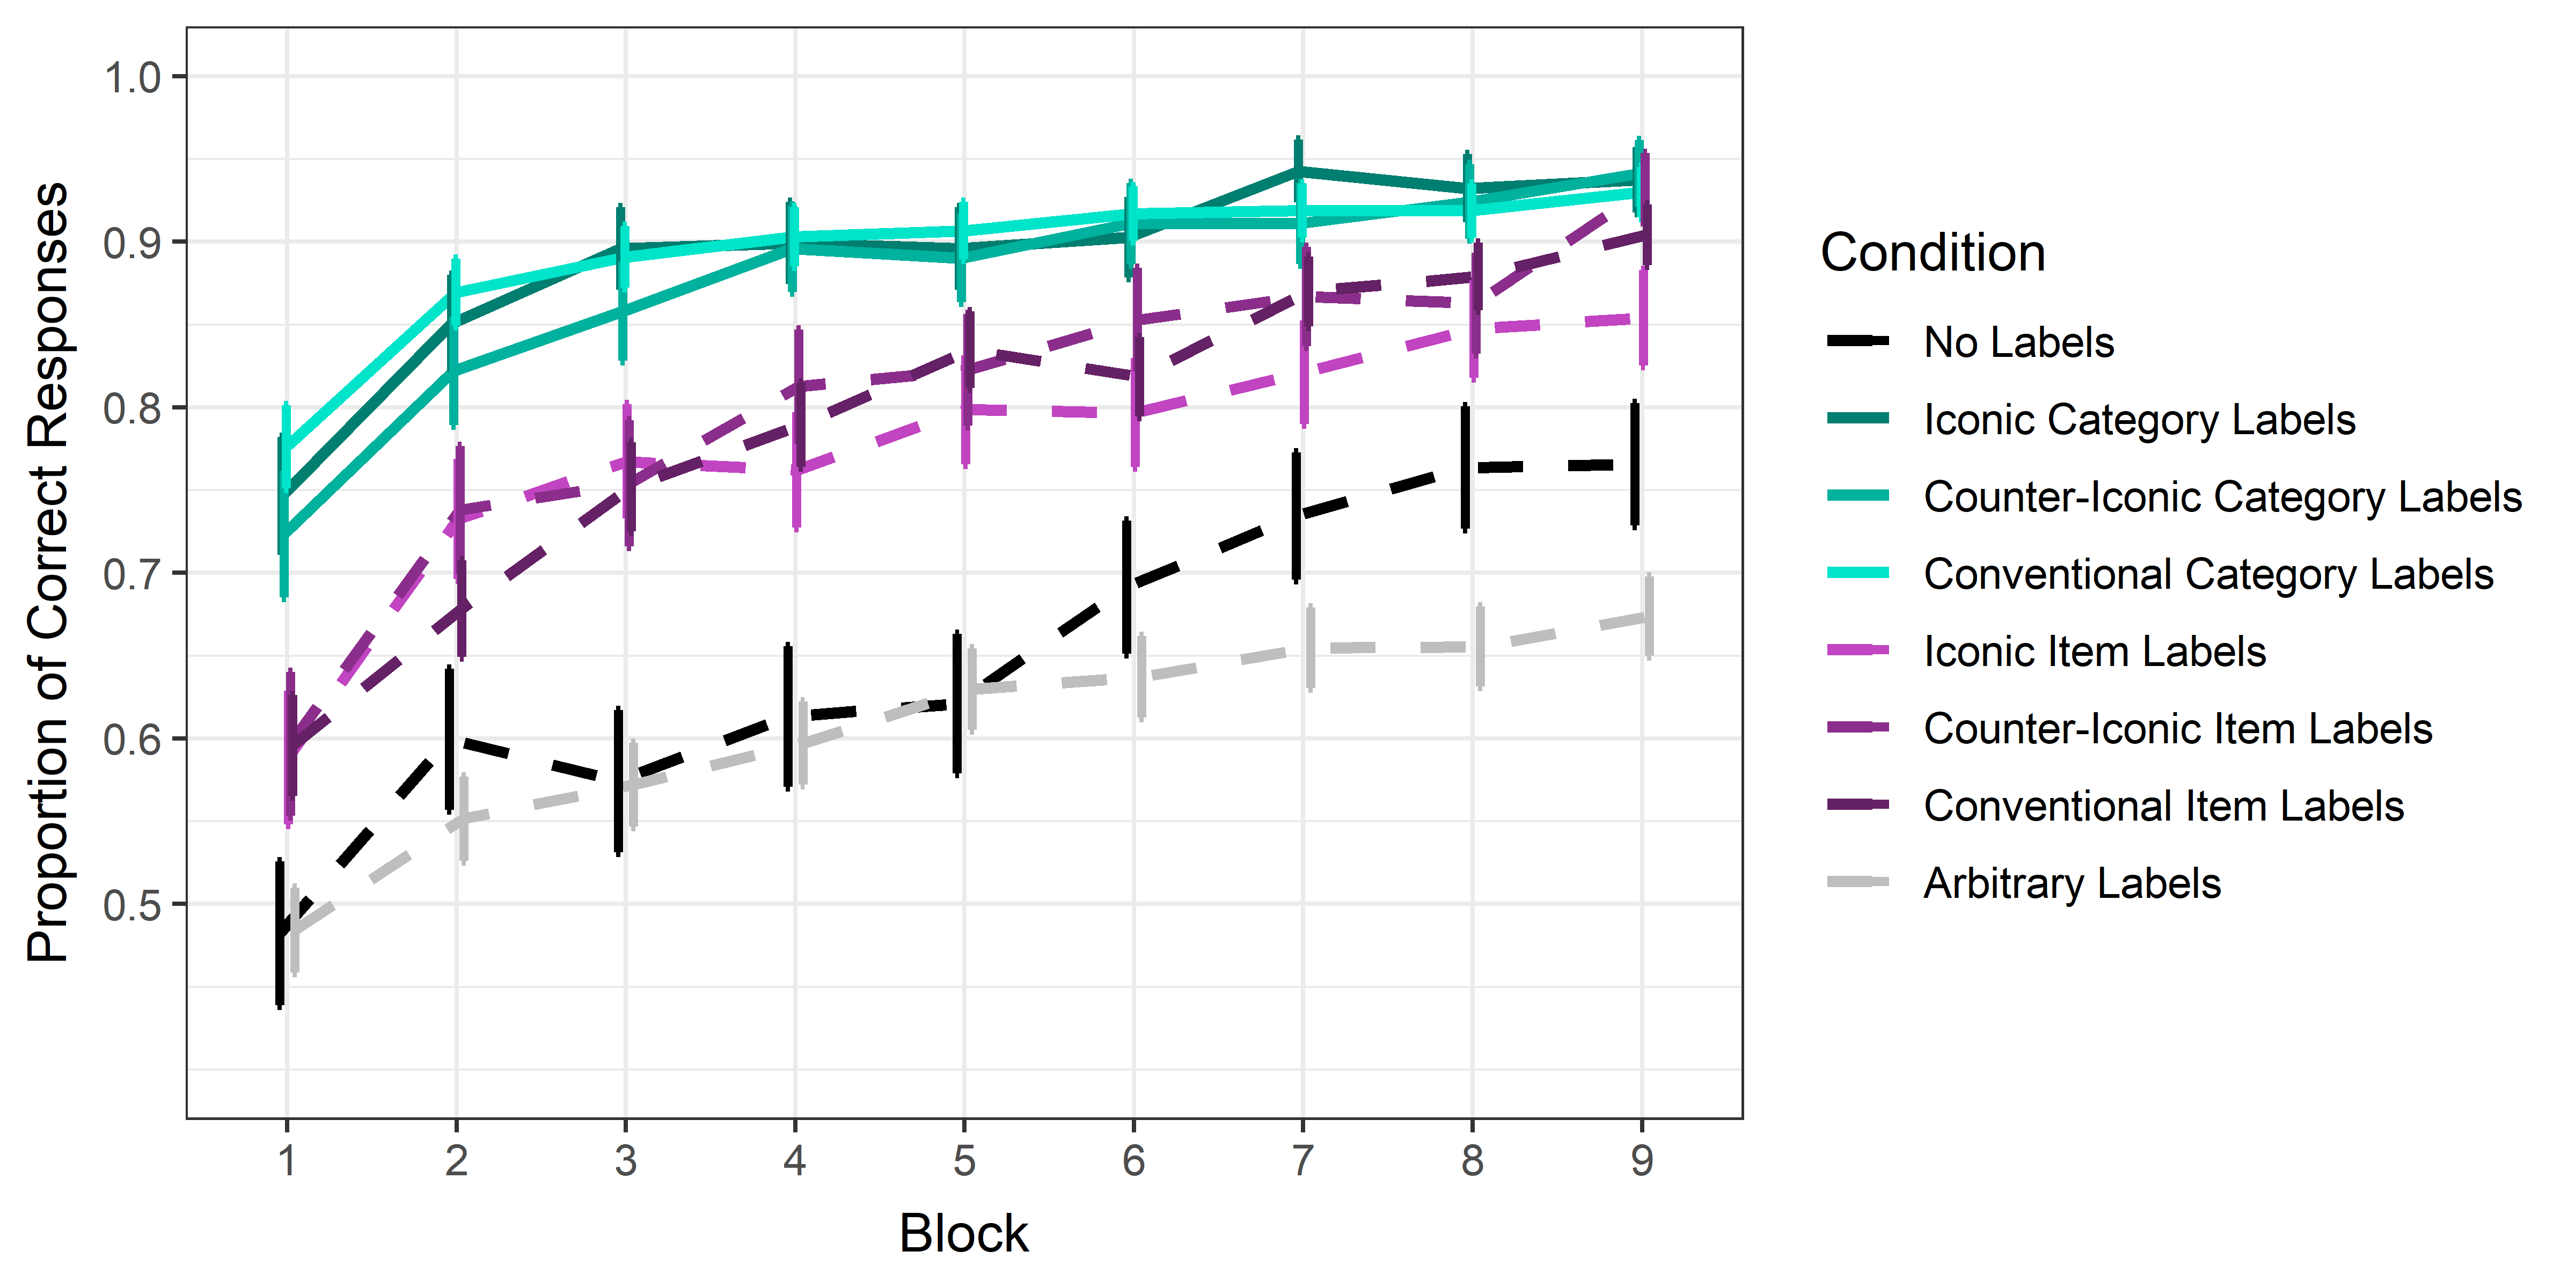 Proportion of Correct Responses
1.0
0.9
0.8
0.7
0.6
0.5
1 2 3 4 5 6 7 8 9
Block
Condition
No Labels
Iconic Category Labels
Counter-Iconic Category Labels
Conventional Category Labels
Iconic Item Labels
Counter-Iconic Item Labels
Conventional Item Labels
Arbitrary Labels